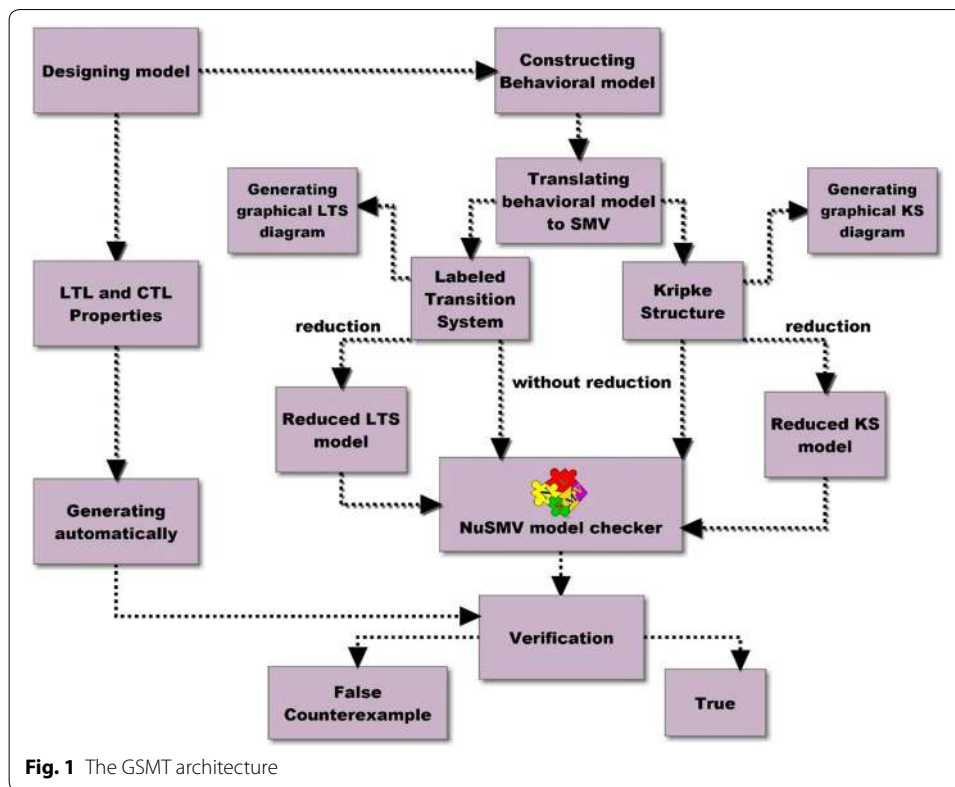 Designing model
Constructing
Behavioral model
Generating
graphical LTS
diagram
Translating
behavioral model
to SMV
Generating
graphical KS
diagram
LTL and CTL
Properties
Labeled
Transition
System
Kripke
Structure
reduction
reduction
without reduction
Reduced LTS
model
Reduced KS
model
Generating
automatically
NuSMV model checker
Verification
False
Counterexample
True
Fig. 1 The GSMT architecture